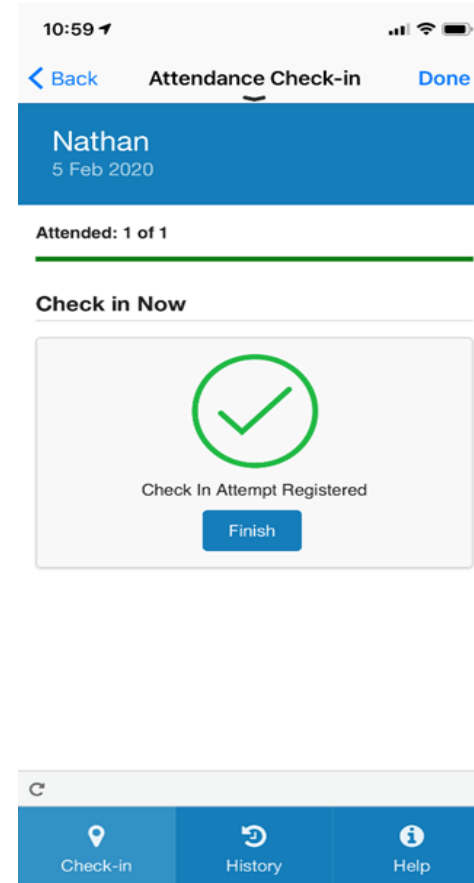 10:59
Back Attendance Check-in Done
Nathan
5 Feb 2020
Attended: 1 of 1
Check in Now
Check In Attempt Registered
Finish
Check-in History Help